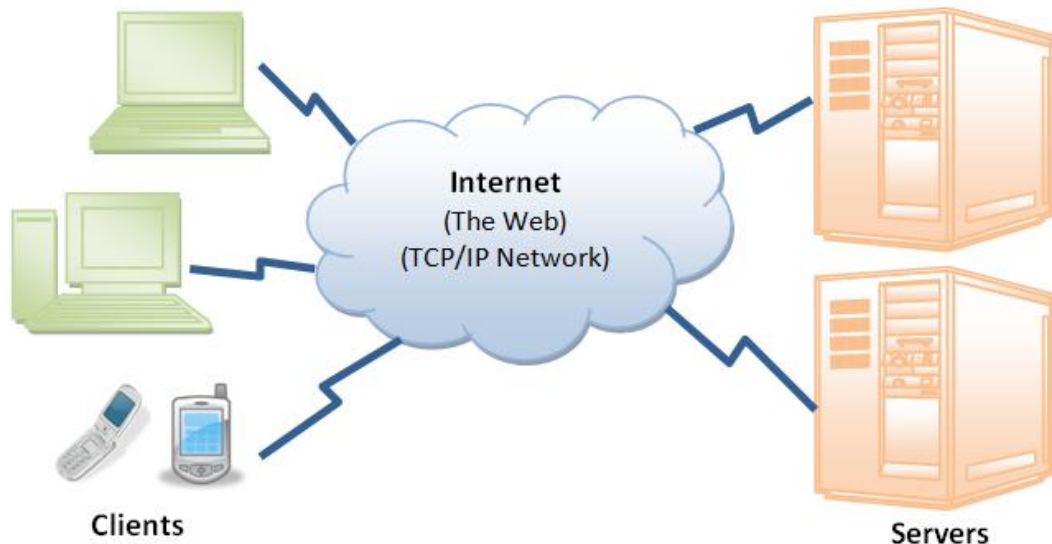 Internet
(The Web)
(TCP/IP Network)
Clients
Servers